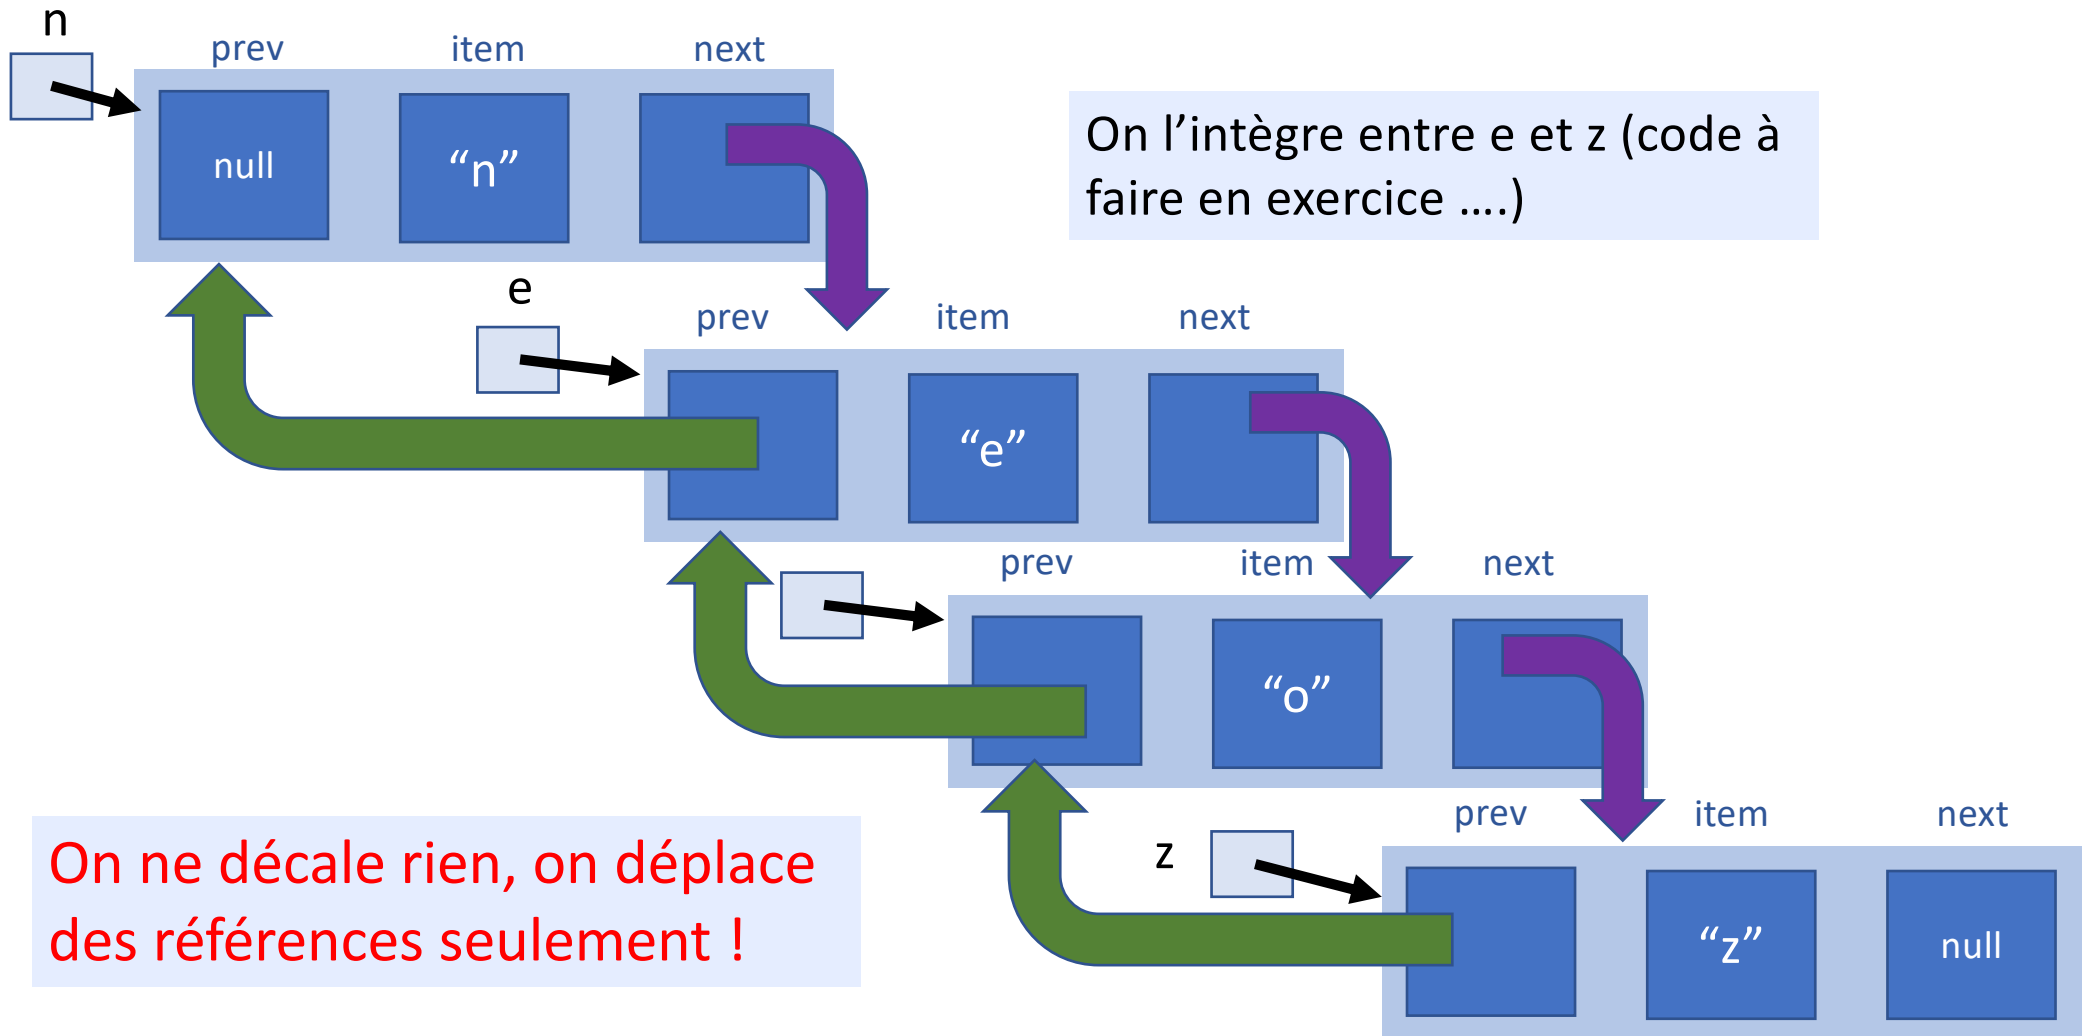 n
prev item next
null “n”
On l’intègre entre e et z (code à
faire en exercice ….)
e
prev item next
“e”
prev item next
“o”
prev item next
z
“z” null
On ne décale rien, on déplace
des références seulement !